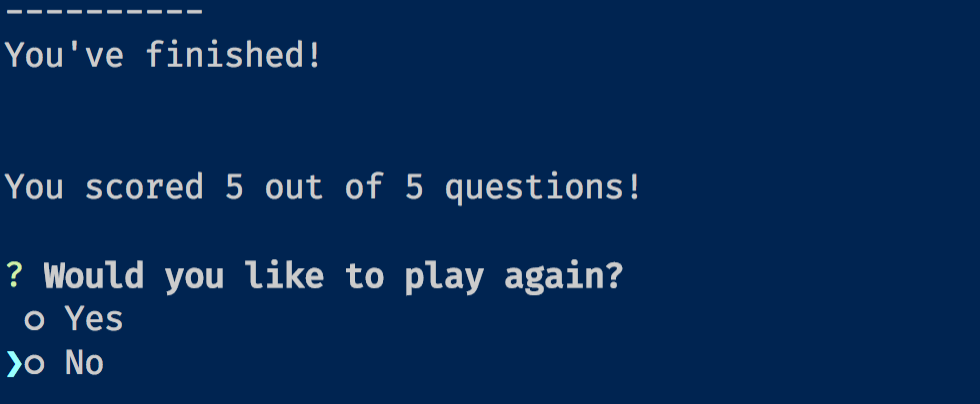 ----------
You've finished!
You scored 5 out of 5 questions!
? Would you like to play again?
○ Yes
❯○ No